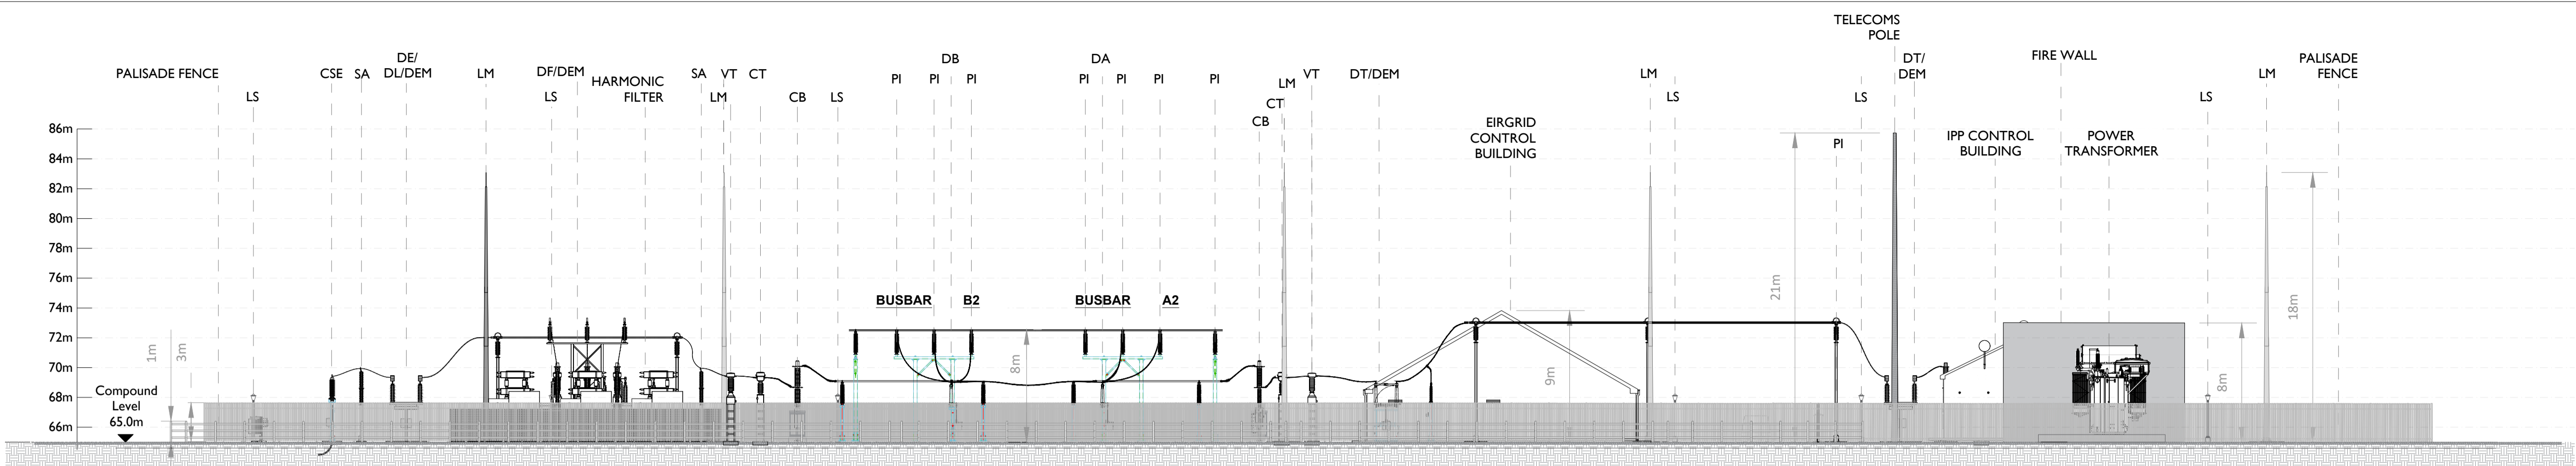 TELECOMS
POLE
PALISADE FENCE
LS
CSE
SA
DE/
DL/DEM
LM
DF/DEM
LS
HARMONIC
FILTER
SA
LM
VT
CT
CB
LS
PI
PI
DB
PI
PI
DA
PI
PI
PI
CB
CT
LM
VT
DT/DEM
EIRGRID
CONTROL
BUILDING
LM
LS
PI
LS
DT/
DEM
IPP CONTROL
BUILDING
FIRE WALL
POWER
TRANSFORMER
LS
LM
PALISADE
FENCE
86m
84m
82m
80m
78m
76m
74m
72m
70m
68m
66m
BUSBAR B2
BUSBAR A2
1m
3m
8m
9m
21m
8m
18m
Compound
Level
65.0m